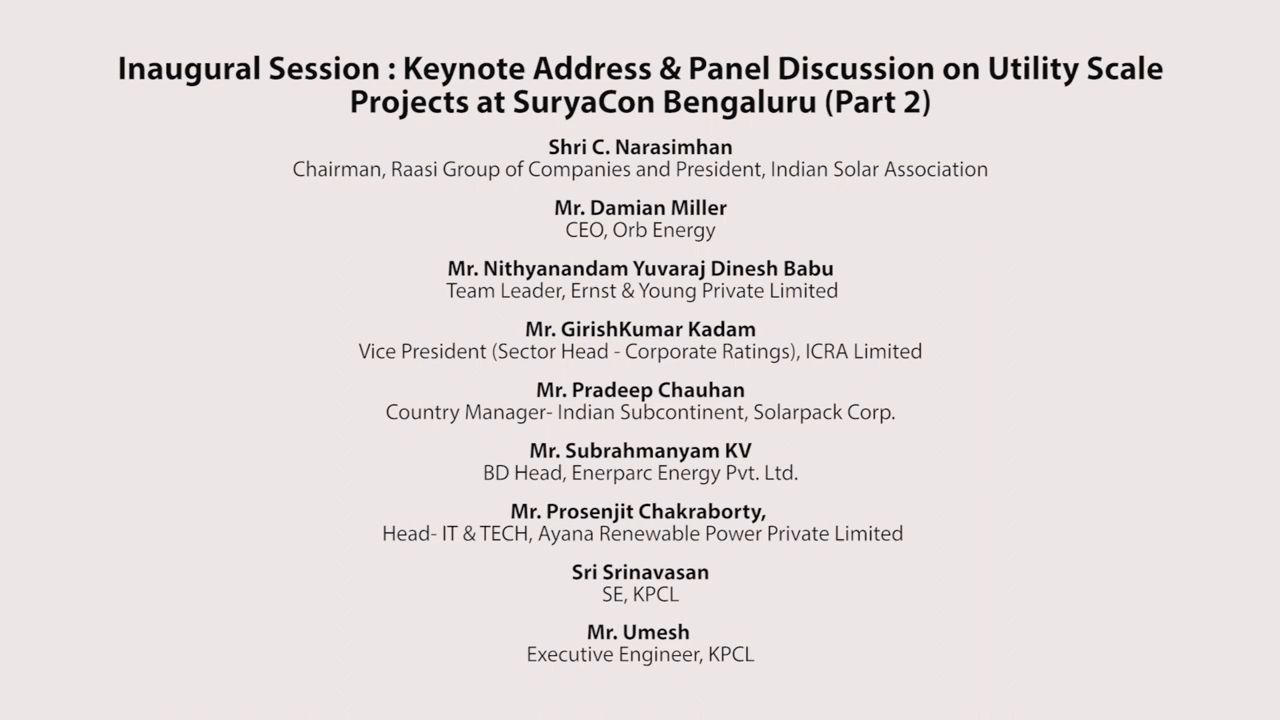 Inaugural Session : Keynote Address & Panel Discussion on Utility Scale
Projects at SuryaCon Bengaluru (Part 2)
Shri C. Narasimhan
Chairman, Raasi Group of Companies and President, Indian Solar Association
Mr. Damian Miller
CEO, Orb Energy
Mr. Nithyanandam Yuvaraj Dinesh Babu
Team Leader, Ernst & Young Private Limited
Mr. GirishKumar Kadam
Vice President (Sector Head - Corporate Ratings), ICRA Limited
Mr. Pradeep Chauhan
Country Manager- Indian Subcontinent, Solarpack Corp.
Mr. Subrahmanyam KV
BD Head, Enerparc Energy Pvt. Ltd.
Mr. Prosenjit Chakraborty,
Head- IT & TECH, Ayana Renewable Power Private Limited
Sri Srinavasan
SE, KPCL
Mr. Umesh
Executive Engineer, KPCL